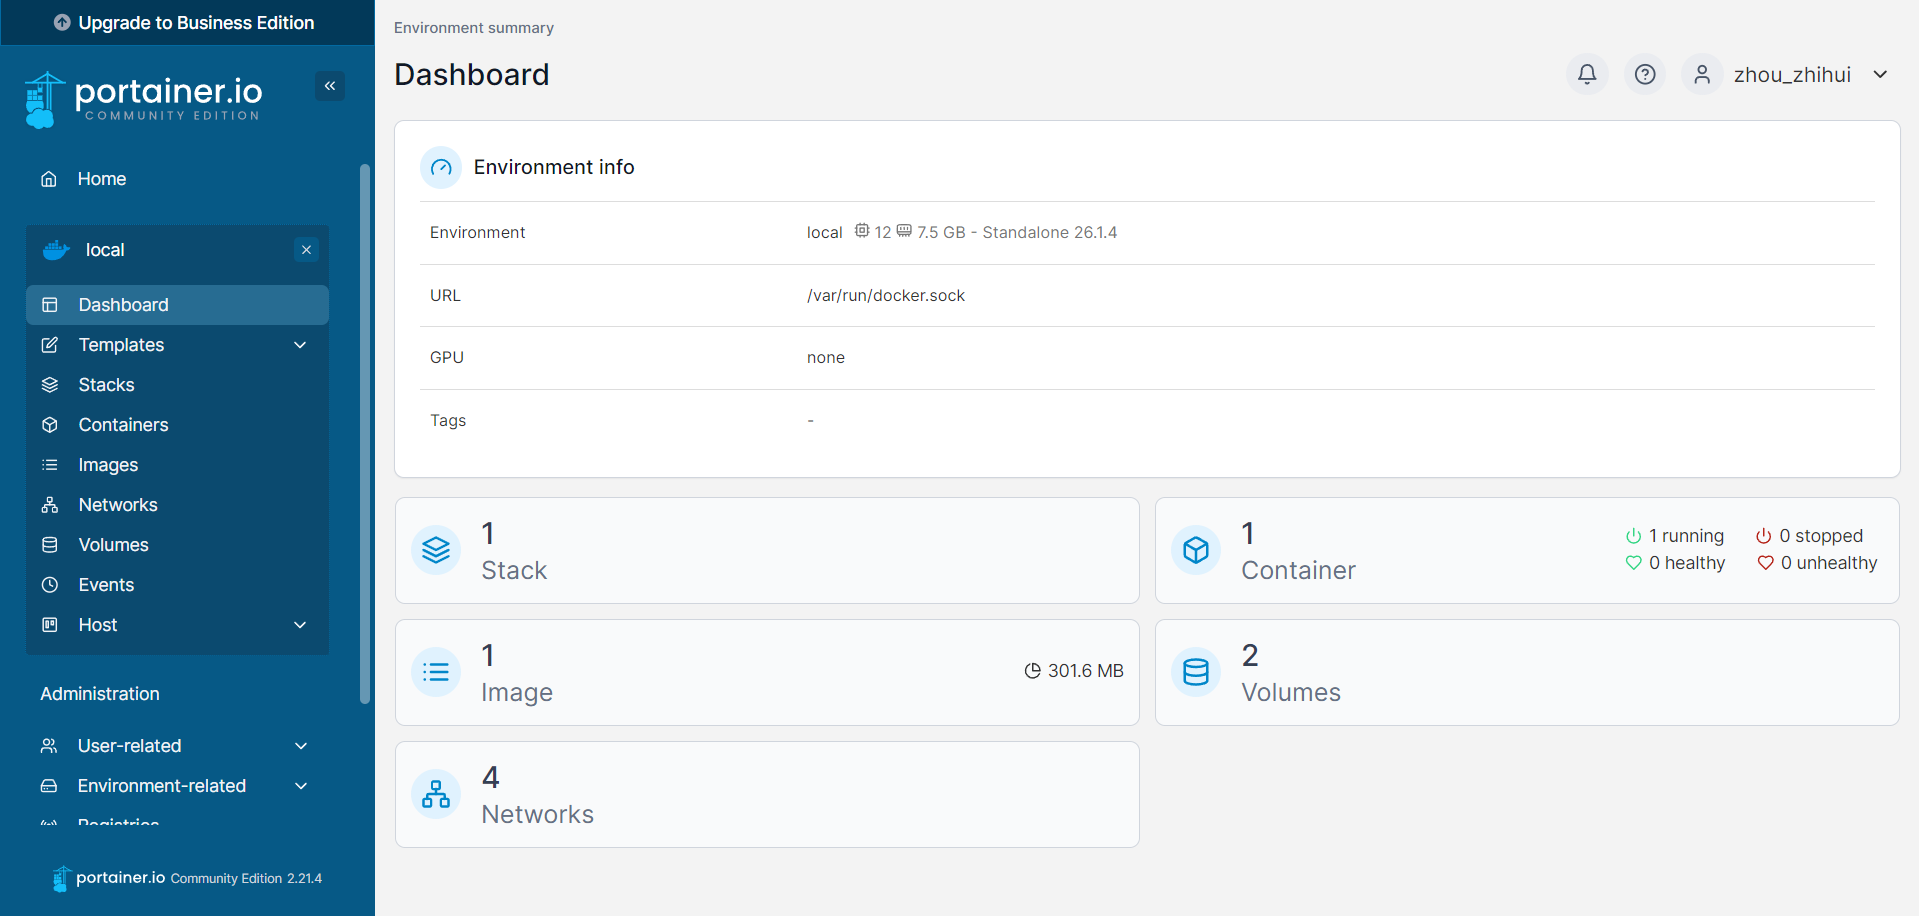 Upgrade to Business Edition
portainer.io
COMMUNITY EDITION
Home
local
Dashboard
Templates
Stacks
Containers
Images
Networks
Volumes
Events
Host
Administration
User-related
Environment-related
Registries
portainer.io Community Edition 2.21.4
Environment summary
Dashboard
zhou_zhihui
Environment info
Environment local 12 7.5 GB - Standalone 26.1.4
URL /var/run/docker.sock
GPU none
Tags -
1
Stack
1
Container
1 running 0 stopped
0 healthy 0 unhealthy
1
Image
301.6 MB
2
Volumes
4
Networks